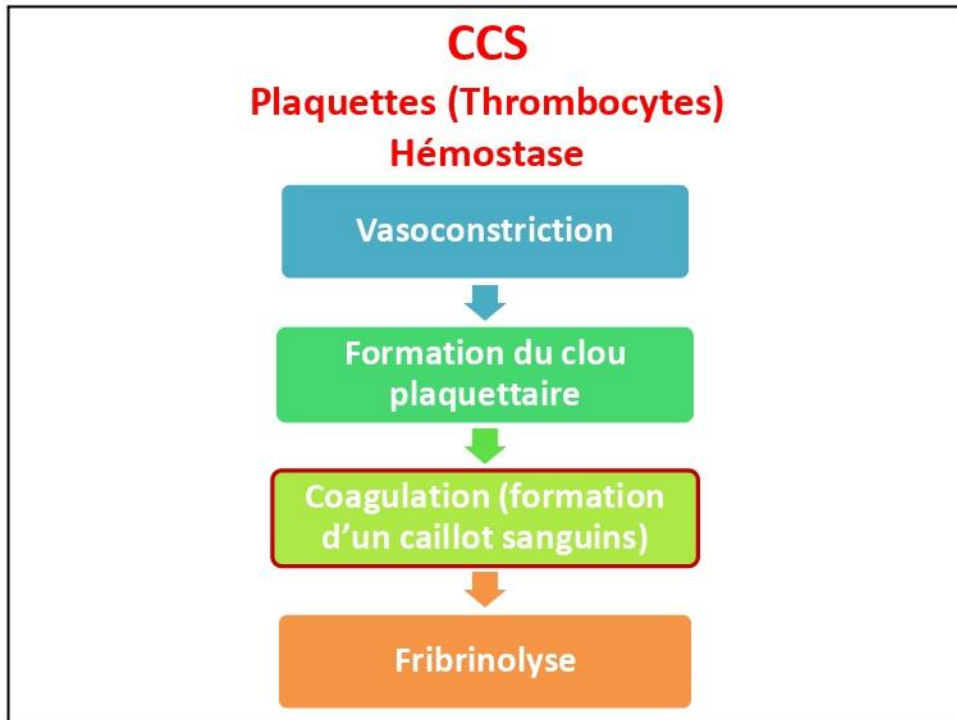 CCS
Plaquettes (Thrombocytes)
Hémostase
Vasoconstriction
Formation du clou
plaquettaire
Coagulation (formation
d’un caillot sanguins)
Fribrinolyse